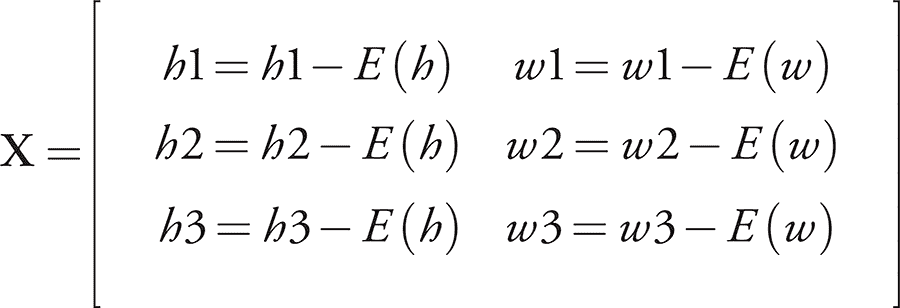 h1 = h1 − E(h) w1 = w1 − E(w)
X = h2 = h2 − E(h) w2 = w2 − E(w)
h3 = h3 − E(h) w3 = w3 − E(w)